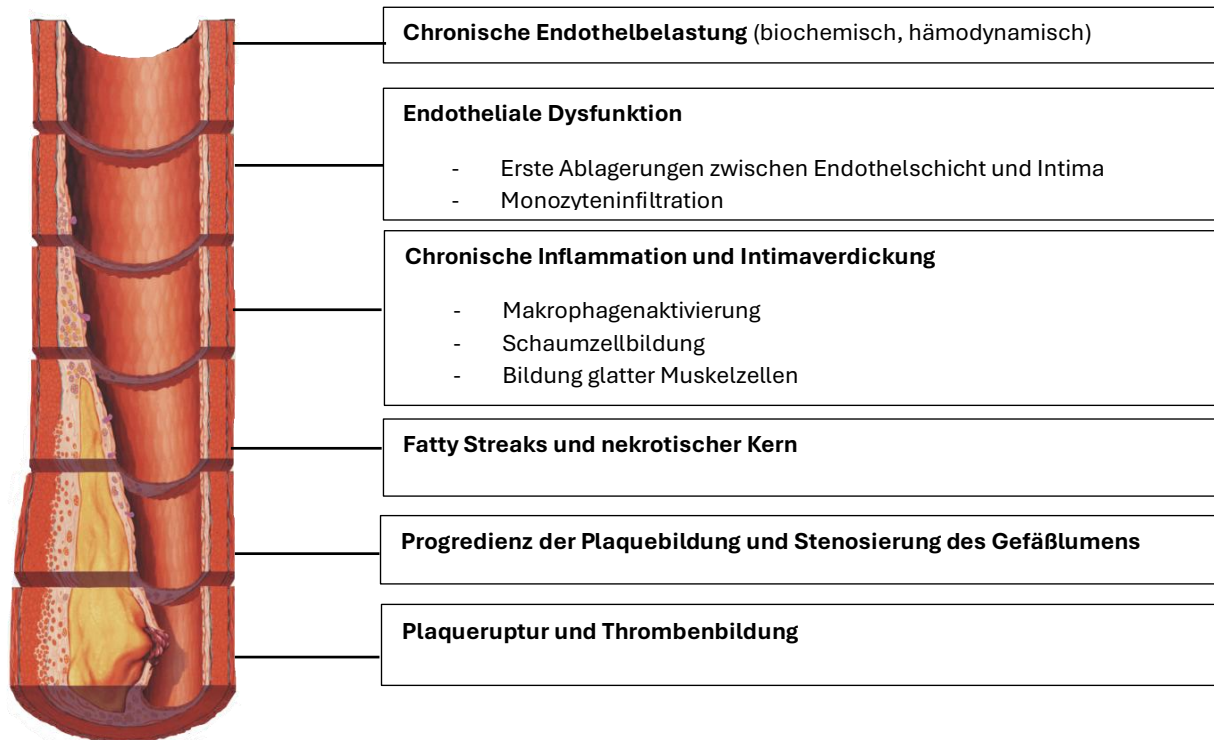 Chronische Endothelbelastung (biochemisch, hämodynamisch)
Endotheliale Dysfunktion
- Erste Ablagerungen zwischen Endothelschicht und Intima
- Monozyteninfiltration
Chronische Inflammation und Intimaverdickung
- Makrophagenaktivierung
- Schaumzellbildung
- Bildung glatter Muskelzellen
Fatty Streaks und nekrotischer Kern
Progredienz der Plaquebildung und Stenosierung des Gefäßlumens
Plaqueruptur und Thrombenbildung